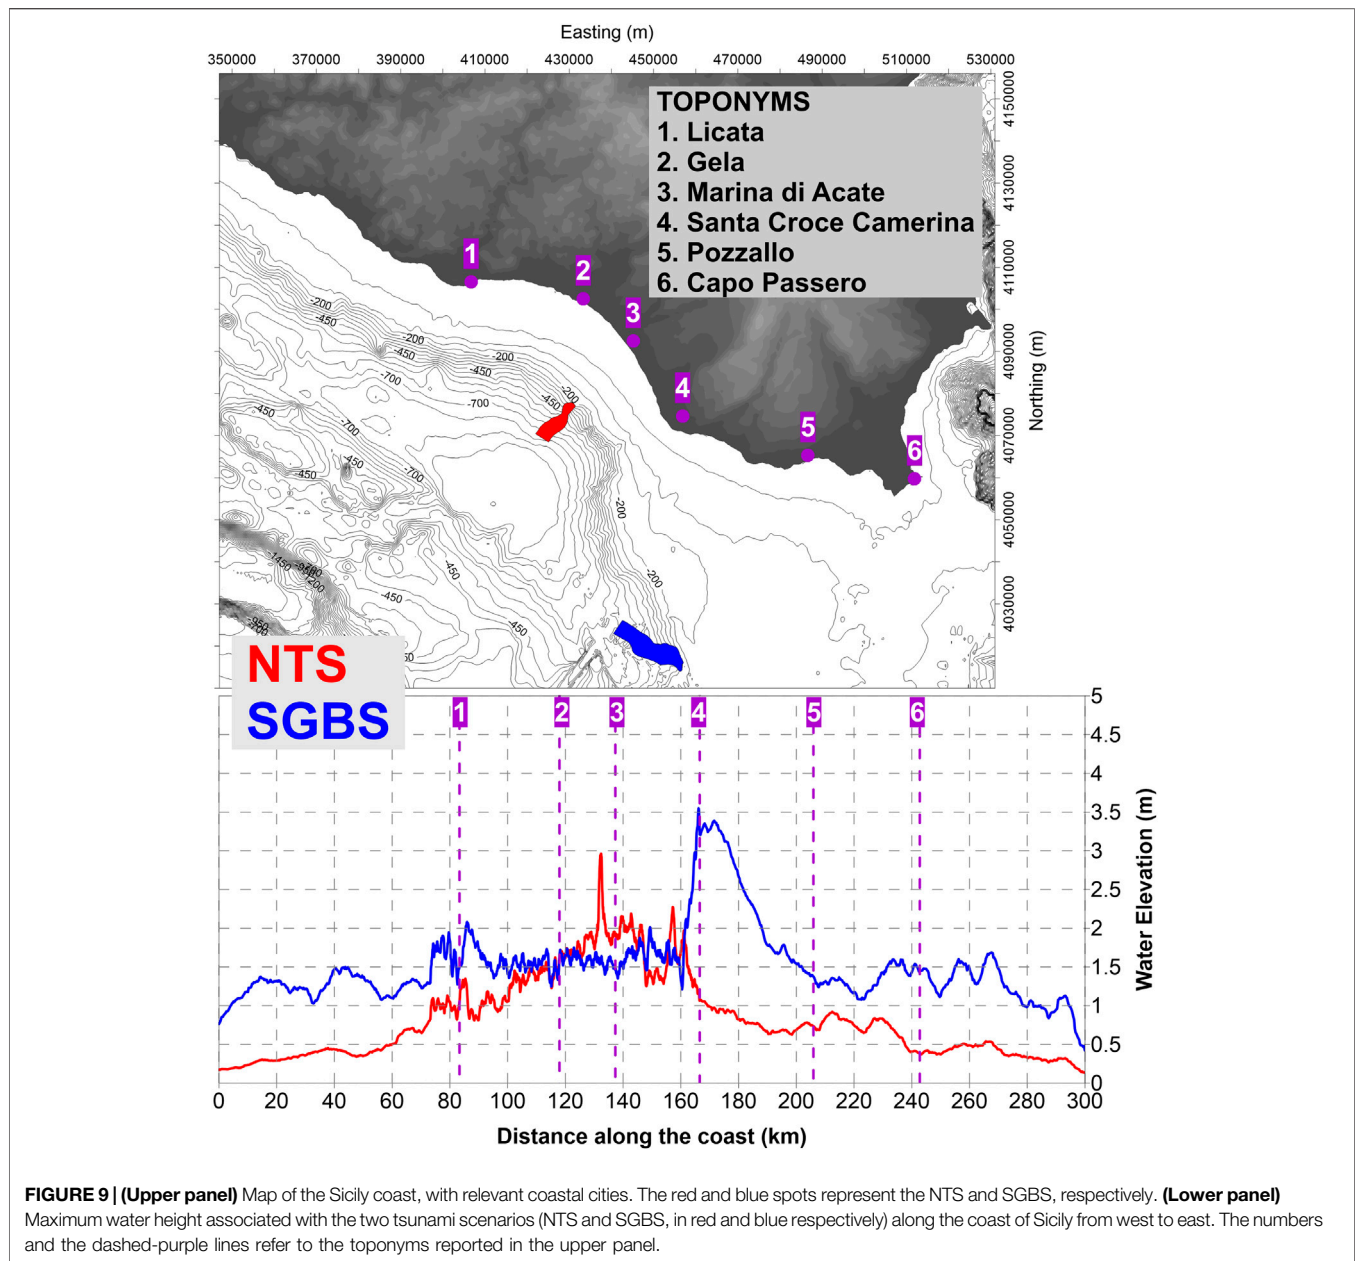 Easting (m)
350000 370000 390000 410000 430000 450000 470000 490000 510000 530000
TOPONYMS
1. Licata
2. Gela
3. Marina di Acate
4. Santa Croce Camerina
5. Pozzallo
6. Capo Passero
4150000
4130000
4110000
4090000
4070000
4050000
4030000
Northing (m)
1
2
3
4
5
6
-200
-450
-200
-450
-700
-200
-450
-700
-200
-450
-450
-700
-450
-450
-700
-200
-450
-450
-450
-200
-1450
-950
NTS
SGBS
1 2 3 4 5 6
5
4.5
4
3.5
3
2.5
2
1.5
1
0.5
0
Water Elevation (m)
0 20 40 60 80 100 120 140 160 180 200 220 240 260 280 300
Distance along the coast (km)
FIGURE 9 | (Upper panel) Map of the Sicily coast, with relevant coastal cities. The red and blue spots represent the NTS and SGBS, respectively. (Lower panel)
Maximum water height associated with the two tsunami scenarios (NTS and SGBS, in red and blue respectively) along the coast of Sicily from west to east. The numbers
and the dashed-purple lines refer to the toponyms reported in the upper panel.